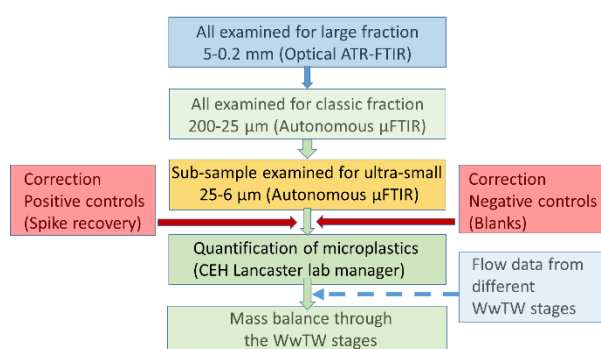 All examined for large fraction
5-0.2 mm (Optical ATR-FTIR)
All examined for classic fraction
200-25 µm (Autonomous µFTIR)
Sub-sample examined for ultra-small
25-6 µm (Autonomous µFTIR)
Correction
Positive controls
(Spike recovery)
Correction
Negative controls
(Blanks)
Quantification of microplastics
(CEH Lancaster lab manager)
Flow data from
different
WwTW stages
Mass balance through
the WwTW stages